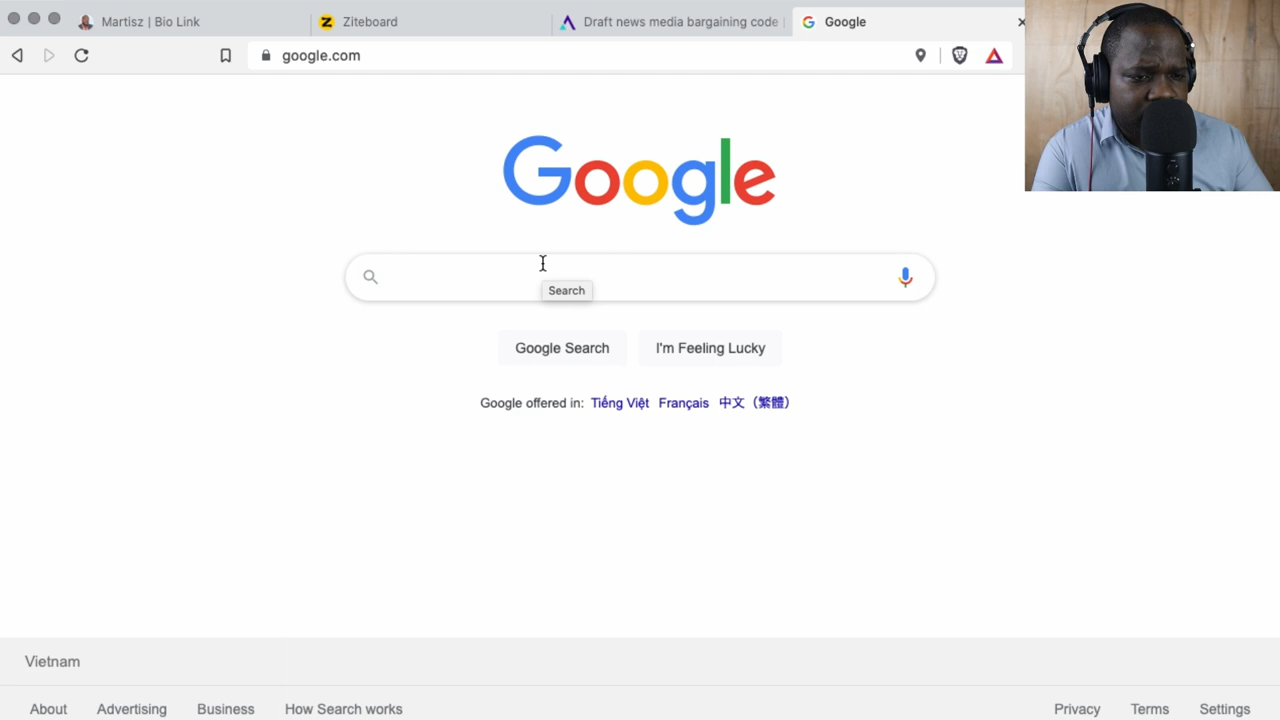 Martisz | Bio Link
Ziteboard
Draft news media bargaining code
Google
google.com
Google
Search
Google Search
I'm Feeling Lucky
Google offered in: Tiếng Việt Français 中文（繁體）
Vietnam
About Advertising Business How Search works
Privacy Terms Settings